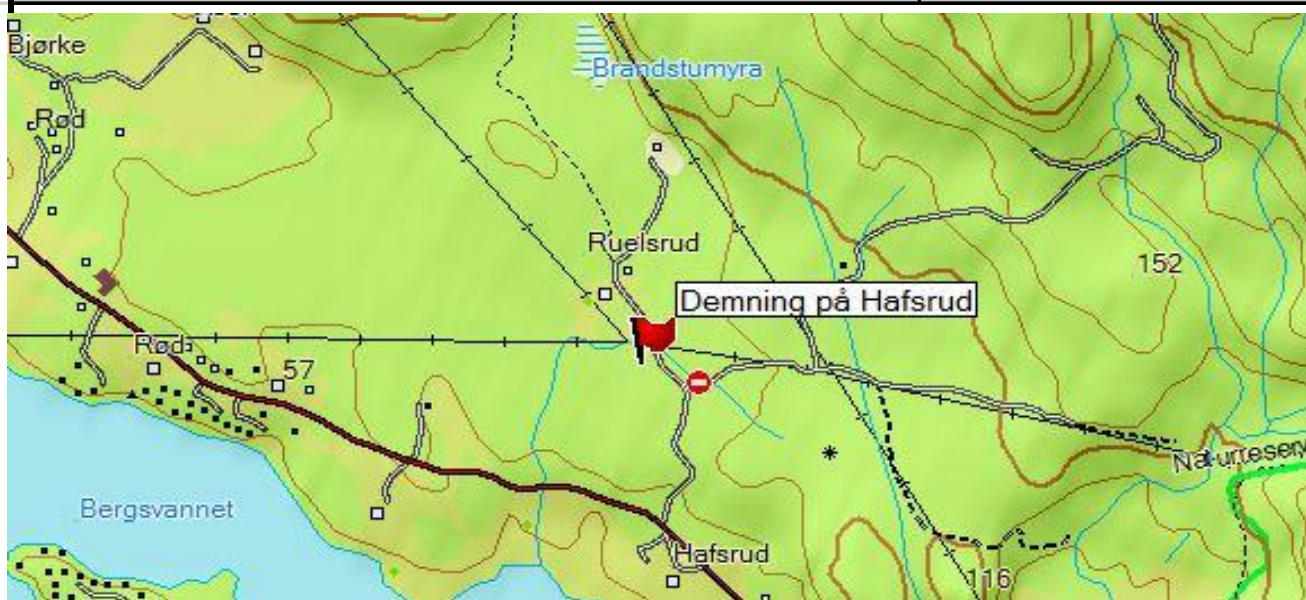 Bjørke
Brandstumyra
Rød
Ruelsrud
152
Demning på Hafsrud
Rød
57
Bergsvannet
Hafsrud
116